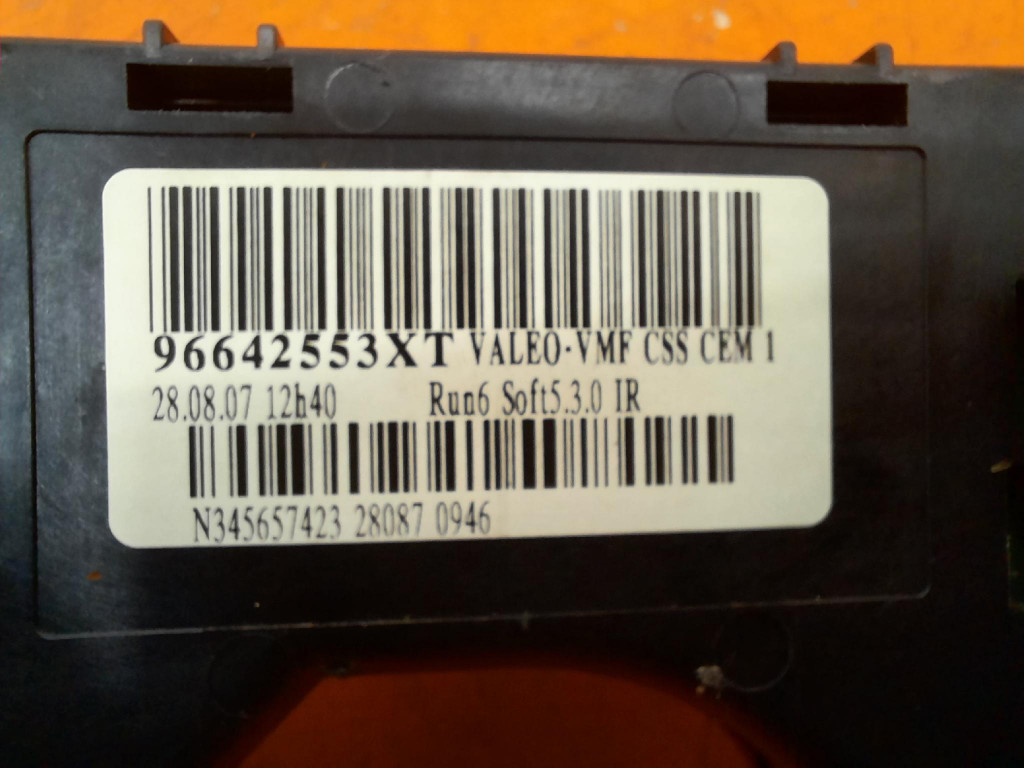 96642553XT VALEO-VMF CSS CEM 1
28.08.07 12h40 Run6 Soft5.3.0 IR
N345657423 28087 0946